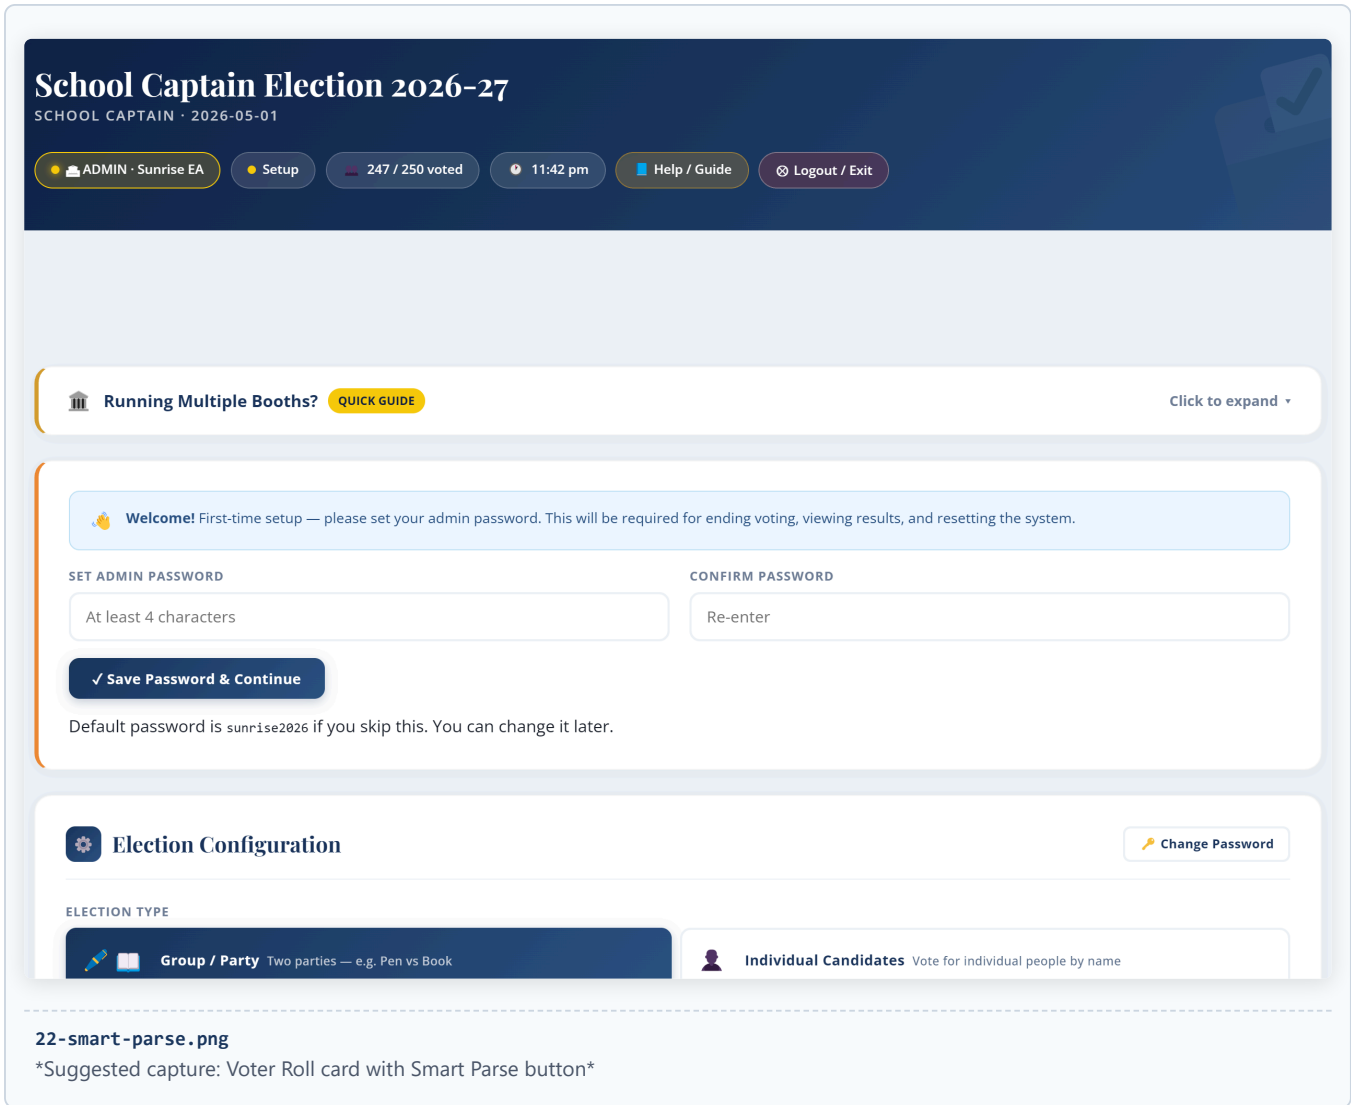 School Captain Election 2026-27
SCHOOL CAPTAIN · 2026-05-01
ADMIN · Sunrise EA
Setup
247 / 250 voted
11:42 pm
Help / Guide
Logout / Exit
Running Multiple Booths? QUICK GUIDE
Click to expand ▾
Welcome! First-time setup — please set your admin password. This will be required for ending voting, viewing results, and resetting the system.
SET ADMIN PASSWORD
CONFIRM PASSWORD
At least 4 characters
Re-enter
✓ Save Password & Continue
Default password is sunrise2026 if you skip this. You can change it later.
Election Configuration
Change Password
ELECTION TYPE
Group / Party Two parties — e.g. Pen vs Book
Individual Candidates Vote for individual people by name
22-smart-parse.png
*Suggested capture: Voter Roll card with Smart Parse button*